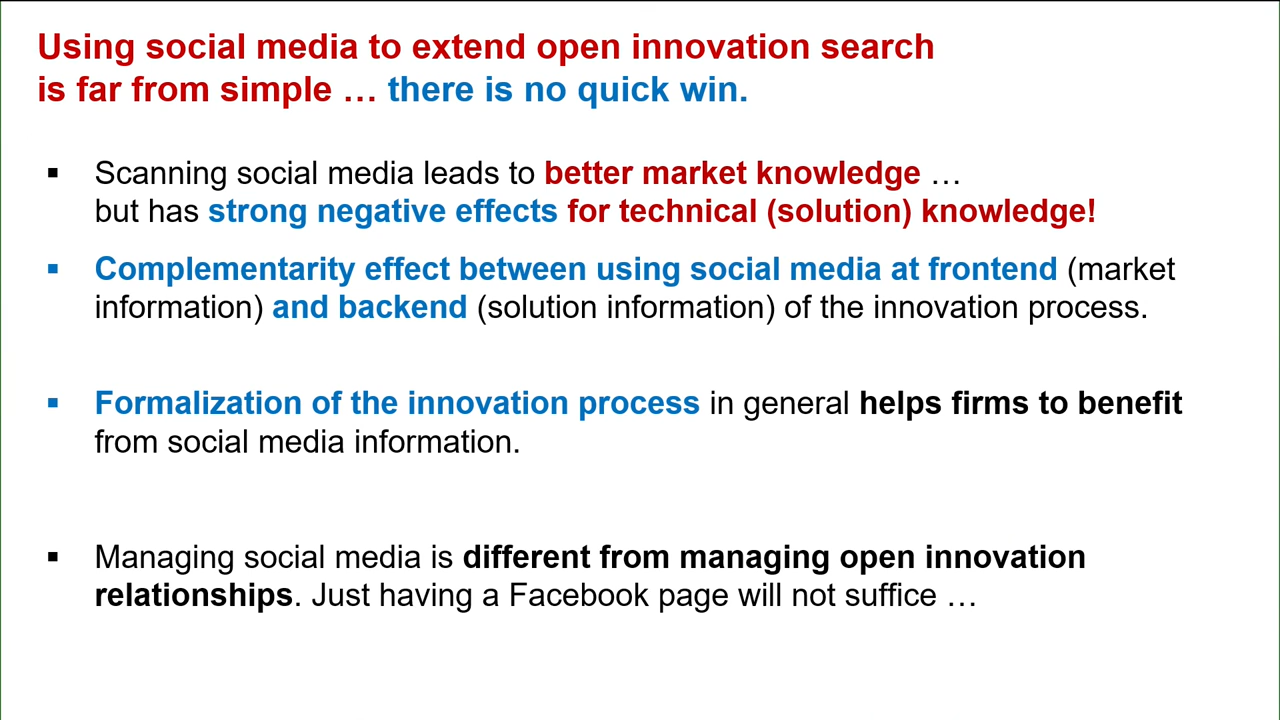 Using social media to extend open innovation search
is far from simple … there is no quick win.
▪ Scanning social media leads to better market knowledge …
but has strong negative effects for technical (solution) knowledge!
▪ Complementarity effect between using social media at frontend (market
information) and backend (solution information) of the innovation process.
▪ Formalization of the innovation process in general helps firms to benefit
from social media information.
▪ Managing social media is different from managing open innovation
relationships. Just having a Facebook page will not suffice …